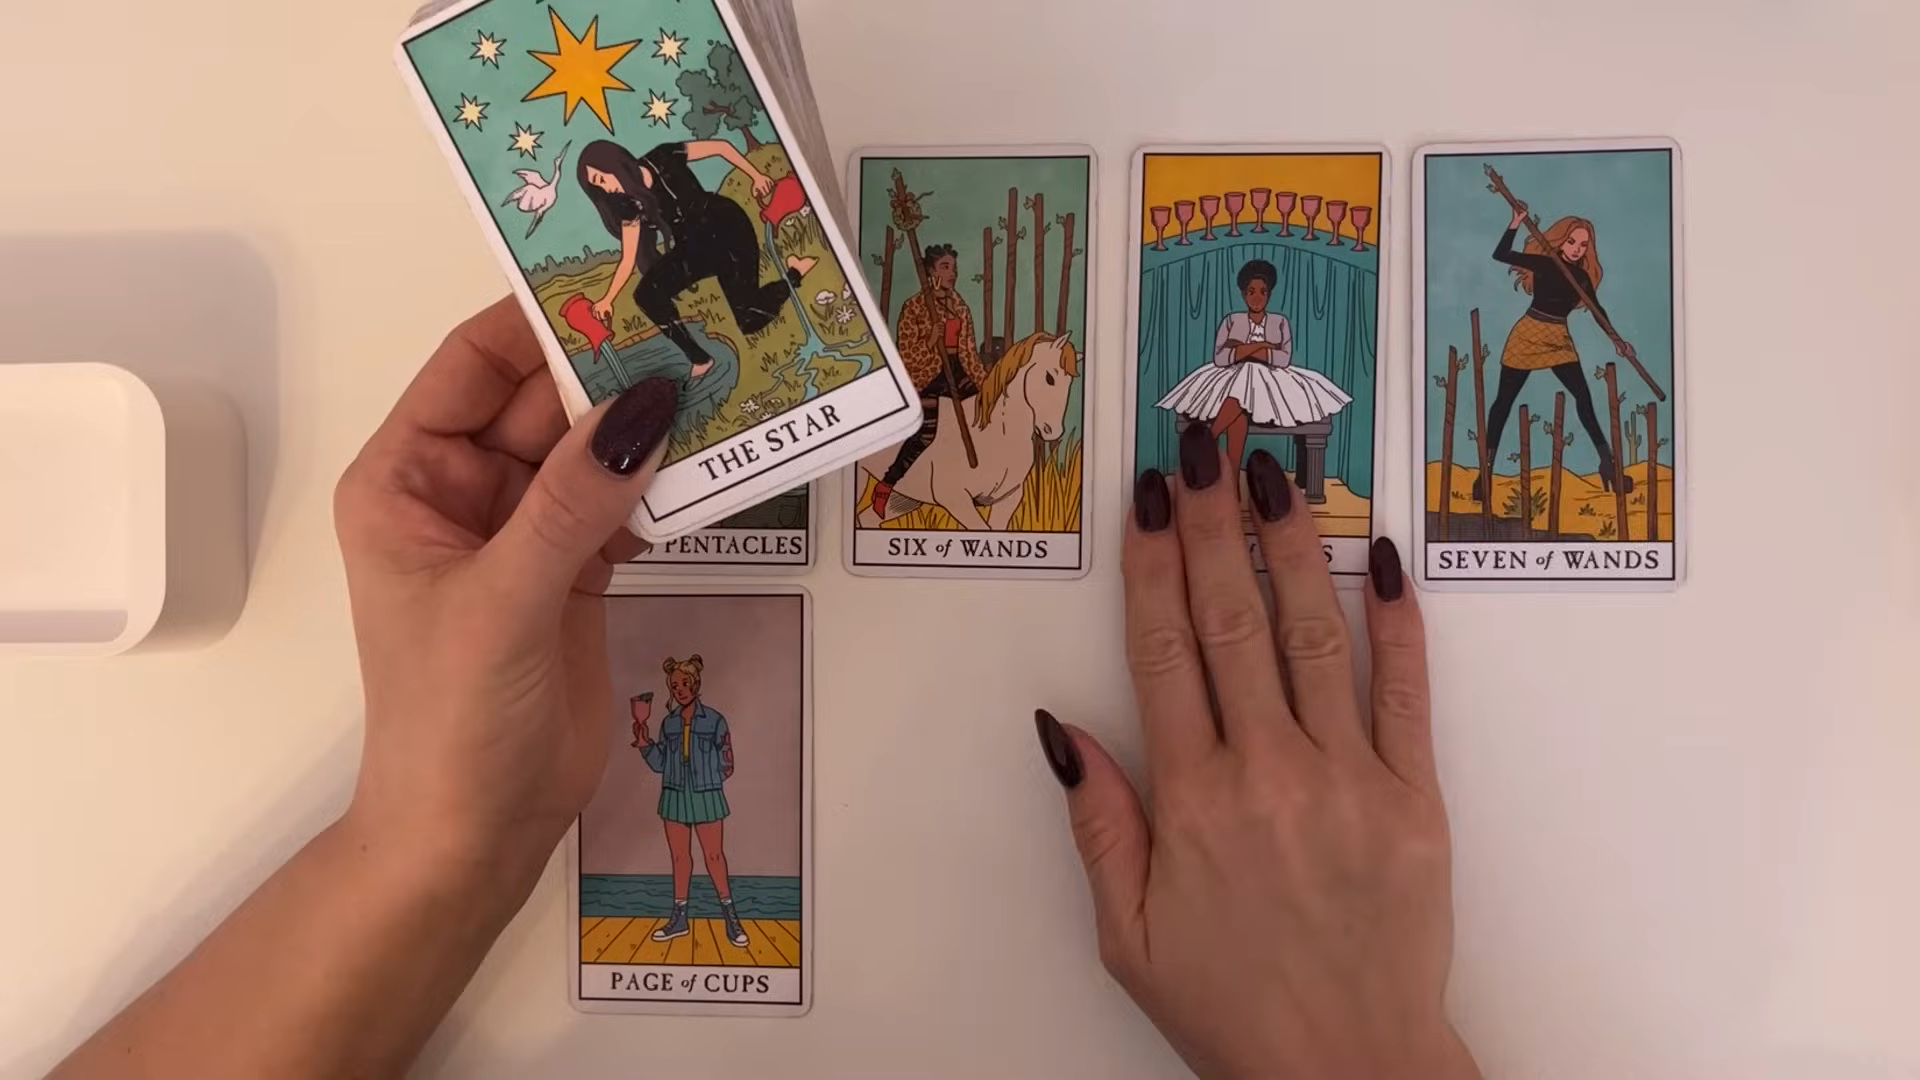 THE STAR
PENTACLES
SIX of WANDS
SEVEN of WANDS
PAGE of CUPS